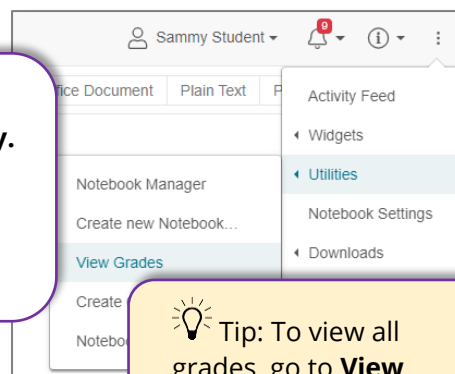 9
Sammy Student
fice Document Plain Text P
y.
Activity Feed
Widgets
Utilities
Notebook Settings
Downloads
Notebook Manager
Create new Notebook...
View Grades
Create
Notebo
Tip: To view all
grades, go to View